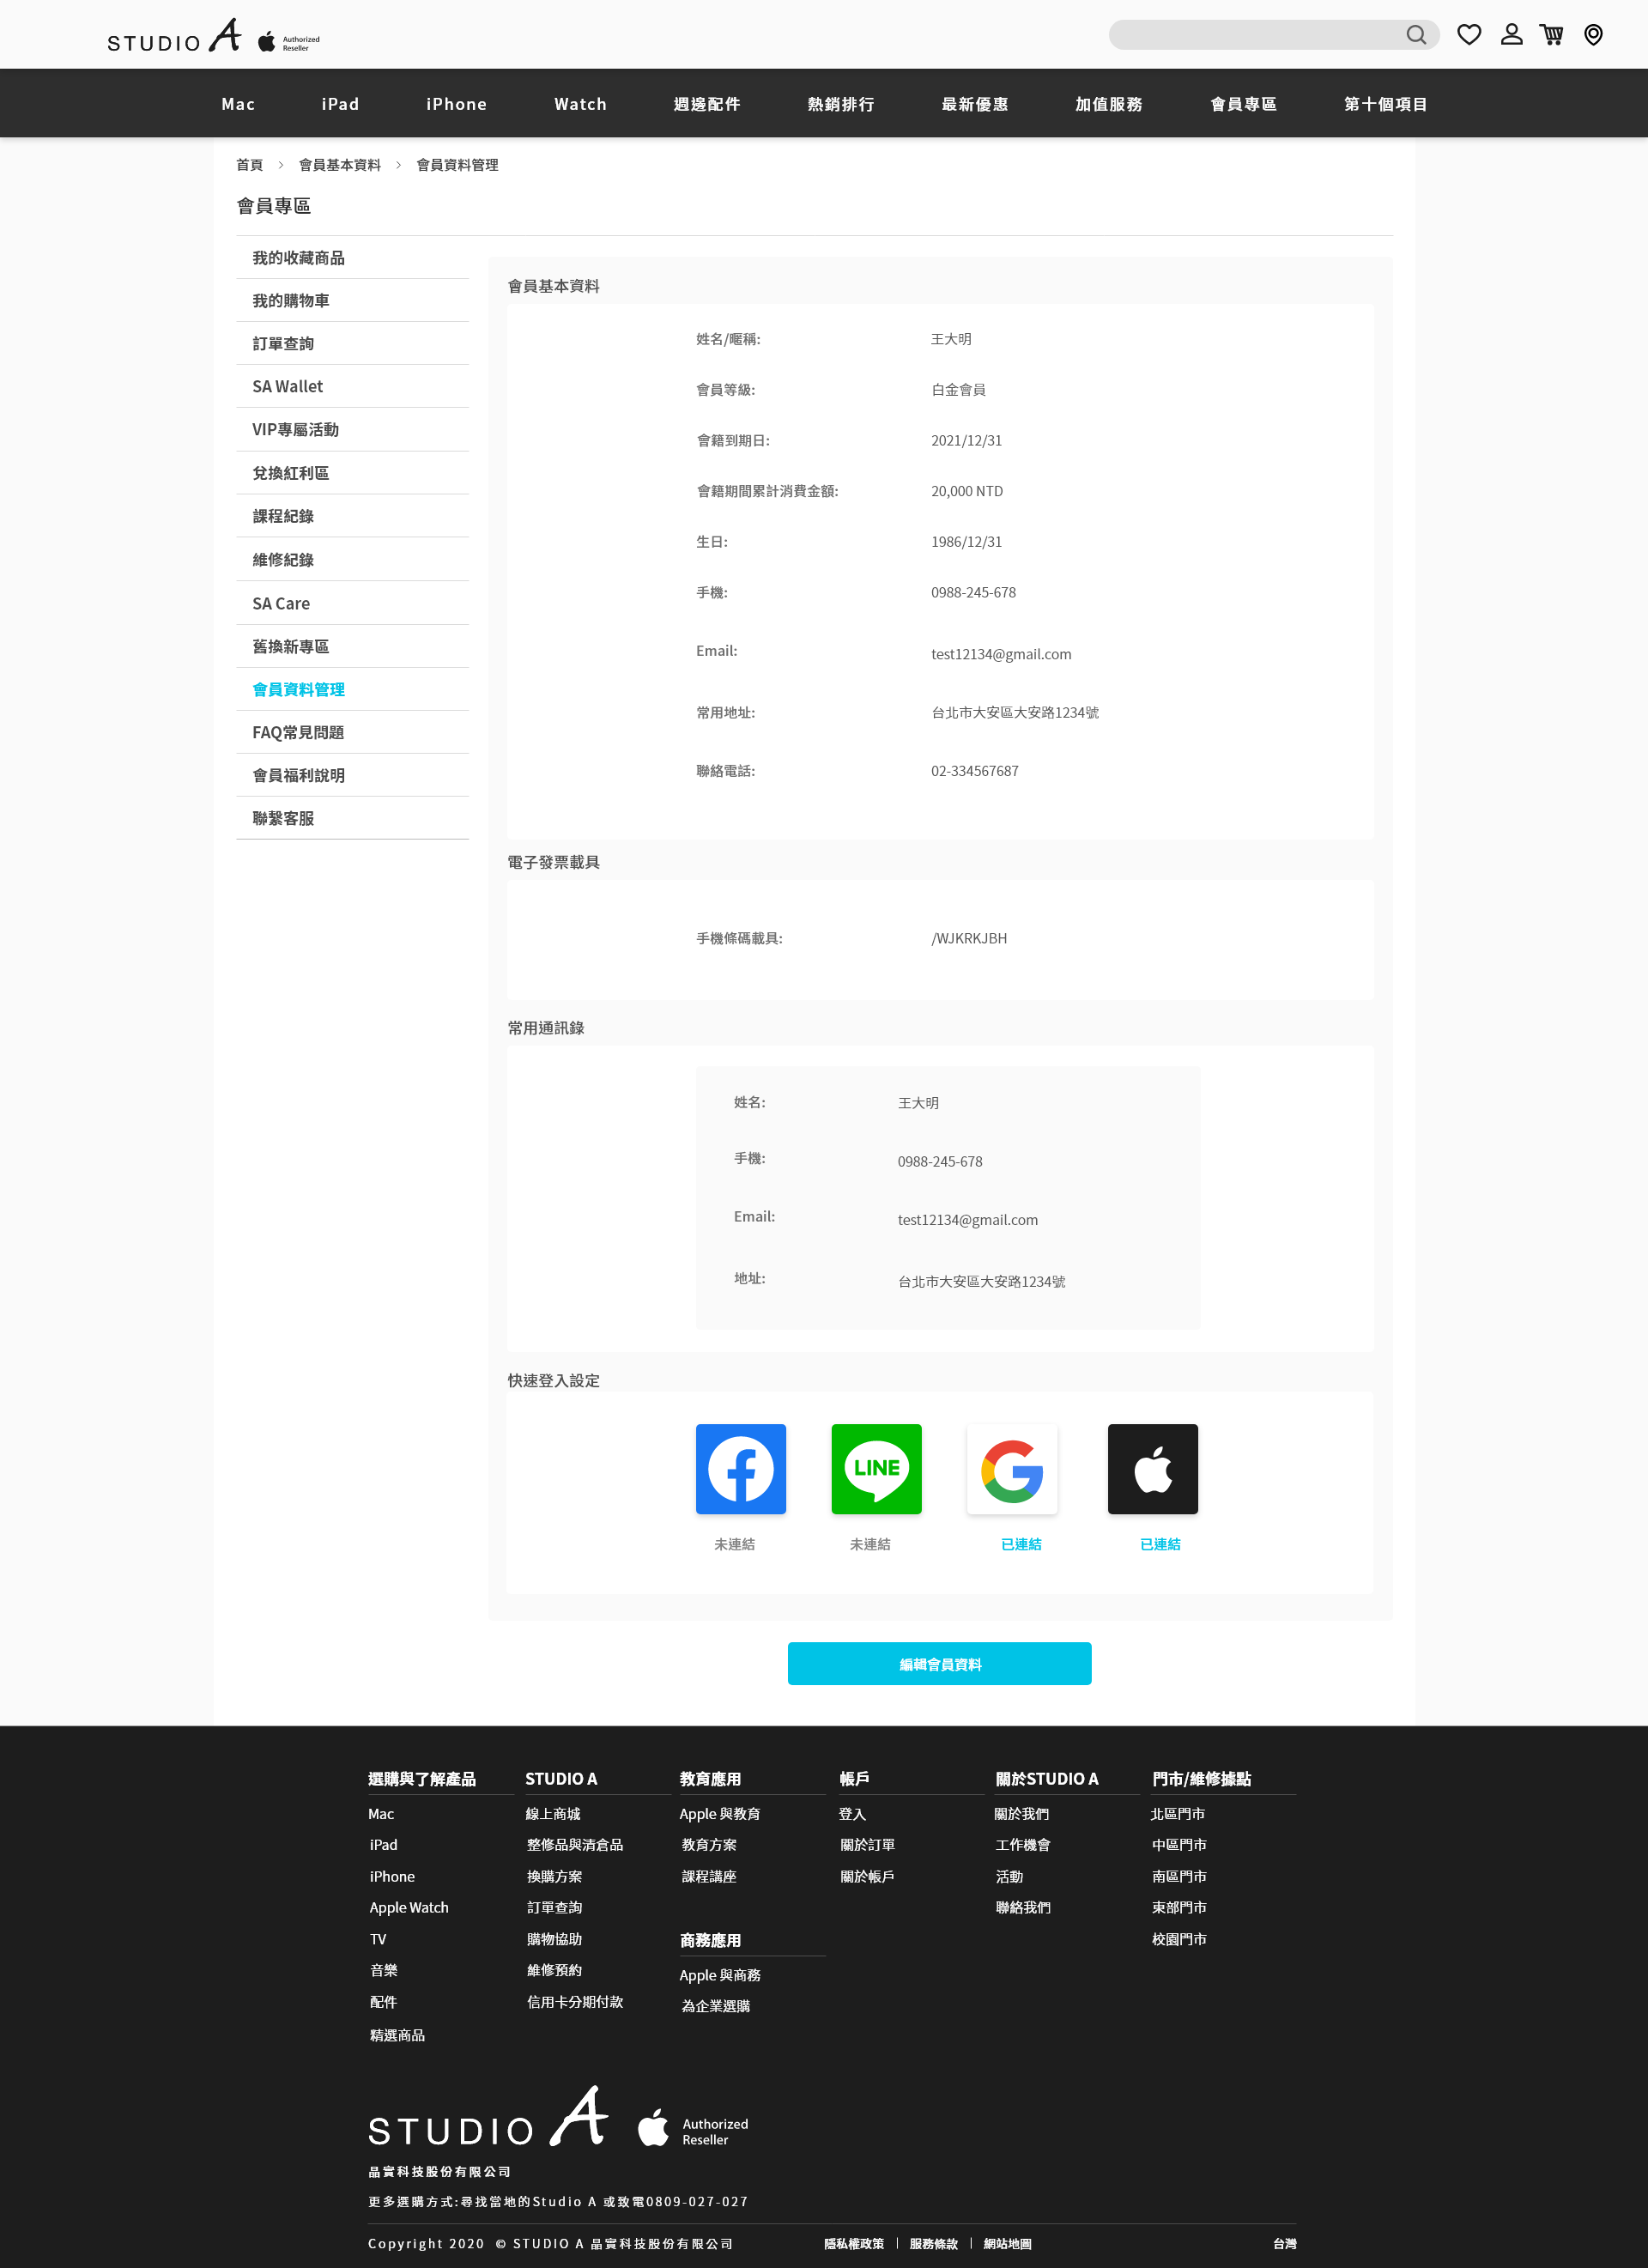 STUDIO A Authorized
Reseller
Mac iPad iPhone Watch 週邊配件 熱銷排行 最新優惠 加值服務 會員專區 第十個項目
首頁 > 會員基本資料 > 會員資料管理
會員專區
我的收藏商品
我的購物車
訂單查詢
SA Wallet
VIP專屬活動
兌換紅利區
課程紀錄
維修紀錄
SA Care
舊換新專區
會員資料管理
FAQ常見問題
會員福利說明
聯繫客服
會員基本資料
姓名/暱稱: 王大明
會員等級: 白金會員
會籍到期日: 2021/12/31
會籍期間累計消費金額: 20,000 NTD
生日: 1986/12/31
手機: 0988-245-678
Email: test12134@gmail.com
常用地址: 台北市大安區大安路1234號
聯絡電話: 02-334567687
電子發票載具
手機條碼載具: /WJKRKJBH
常用通訊錄
姓名: 王大明
手機: 0988-245-678
Email: test12134@gmail.com
地址: 台北市大安區大安路1234號
快速登入設定
LINE
未連結 未連結 已連結 已連結
編輯會員資料
選購與了解產品 STUDIO A 教育應用 帳戶 關於STUDIO A 門市/維修據點
Mac 線上商城 Apple 與教育 登入 關於我們 北區門市
iPad 整修品與清倉品 教育方案 關於訂單 工作機會 中區門市
iPhone 換購方案 課程講座 關於帳戶 活動 南區門市
Apple Watch 訂單查詢 聯絡我們 東部門市
TV 購物協助 商務應用 校園門市
音樂 維修預約 Apple 與商務
配件 信用卡分期付款 為企業選購
精選商品
STUDIO A Authorized
Reseller
晶實科技股份有限公司
更多選購方式:尋找當地的Studio A 或致電0809-027-027
Copyright 2020 © STUDIO A 晶實科技股份有限公司 隱私權政策 | 服務條款 | 網站地圖 台灣